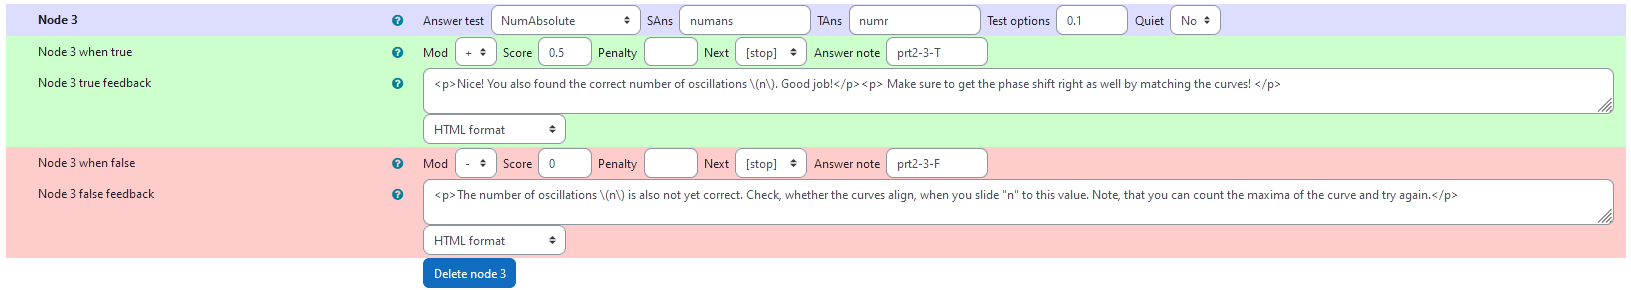 Node 3 Answer test NumAbsolute SAns numans TAns numr Test options 0.1 Quiet No
Node 3 when true Mod + Score 0.5 Penalty Next [stop] Answer note prt2-3-T
Node 3 true feedback <p>Nice! You also found the correct number of oscillations \(n\). Good job!</p><p> Make sure to get the phase shift right as well by matching the curves! </p>
HTML format
Node 3 when false Mod - Score 0 Penalty Next [stop] Answer note prt2-3-F
Node 3 false feedback <p>The number of oscillations \(n\) is also not yet correct. Check, whether the curves align, when you slide "n" to this value. Note, that you can count the maxima of the curve and try again.</p>
HTML format
Delete node 3